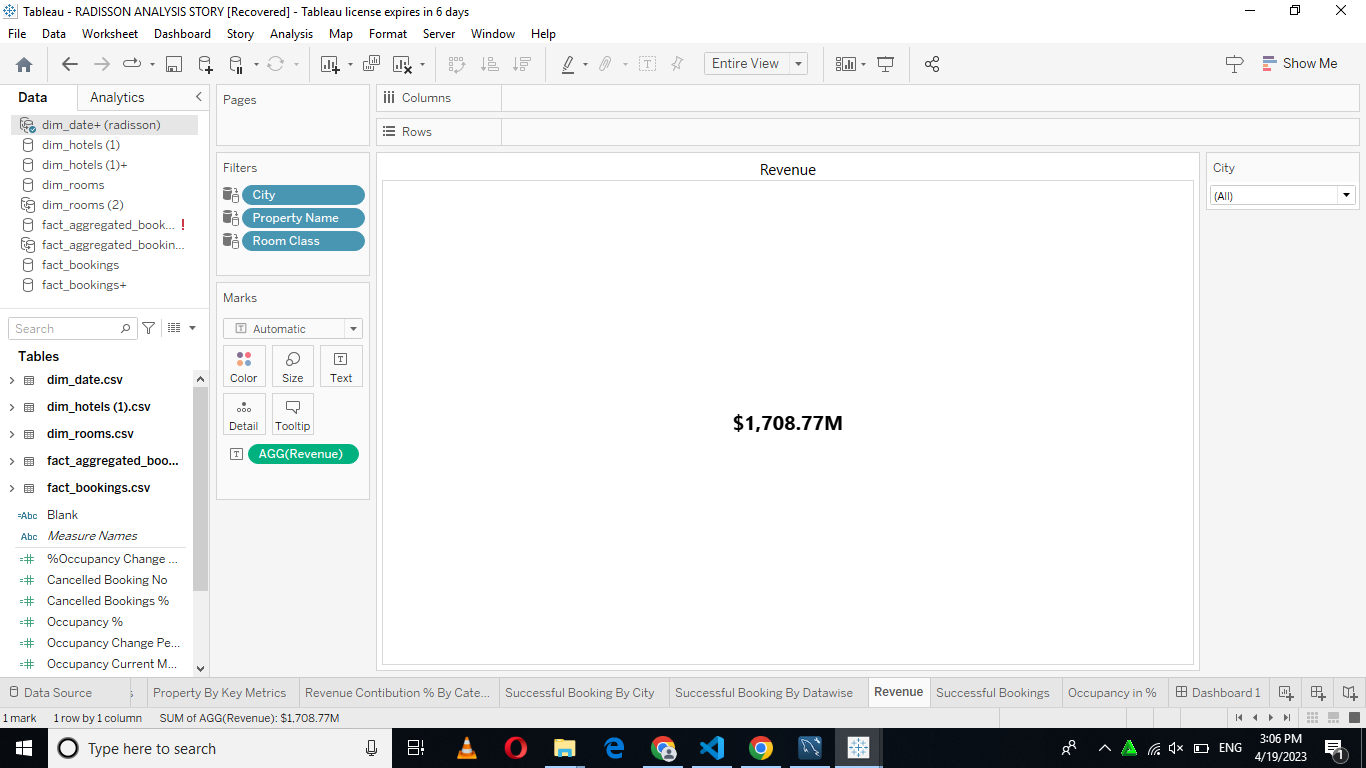 Tableau - RADISSON ANALYSIS STORY [Recovered] - Tableau license expires in 6 days
File Data Worksheet Dashboard Story Analysis Map Format Server Window Help
Entire View
Show Me
Data Analytics
dim_date+ (radisson)
dim_hotels (1)
dim_hotels (1)+
dim_rooms
dim_rooms (2)
fact_aggregated_book...
fact_aggregated_bookin...
fact_bookings
fact_bookings+
Search
Tables
dim_date.csv
dim_hotels (1).csv
dim_rooms.csv
fact_aggregated_boo...
fact_bookings.csv
Abc Blank
Abc Measure Names
%Occupancy Change ...
Cancelled Booking No
Cancelled Bookings %
Occupancy %
Occupancy Change Pe...
Occupancy Current M...
Pages
Filters
City
Property Name
Room Class
Marks
Automatic
Color Size Text
Detail Tooltip
AGG(Revenue)
Columns
Rows
Revenue
$1,708.77M
City
(All)
Data Source s Property By Key Metrics Revenue Contibution % By Cate... Successful Booking By City Successful Booking By Datawise Revenue Successful Bookings Occupancy in % Dashboard 1
1 mark 1 row by 1 column SUM of AGG(Revenue): $1,708.77M
Type here to search
ENG
3:06 PM
4/19/2023
1